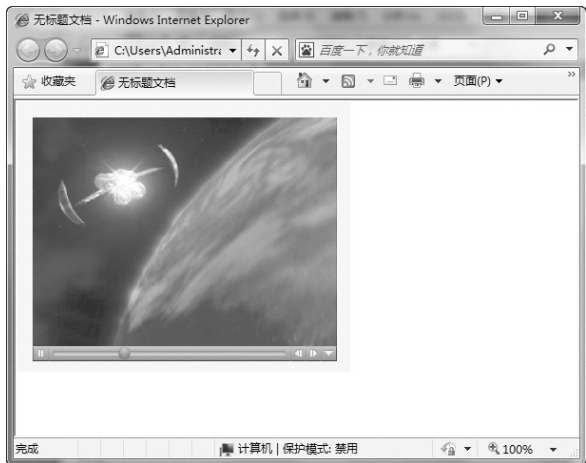 无标题文档 - Windows Internet Explorer
C:\Users\Administra
百度一下，你就知道
收藏夹
无标题文档
页面(P)
完成
计算机 | 保护模式: 禁用
100%